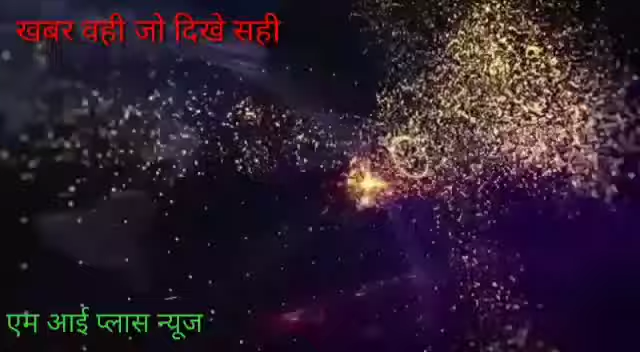 खबर वही जो दिखे सही
एम आई प्लास न्यूज